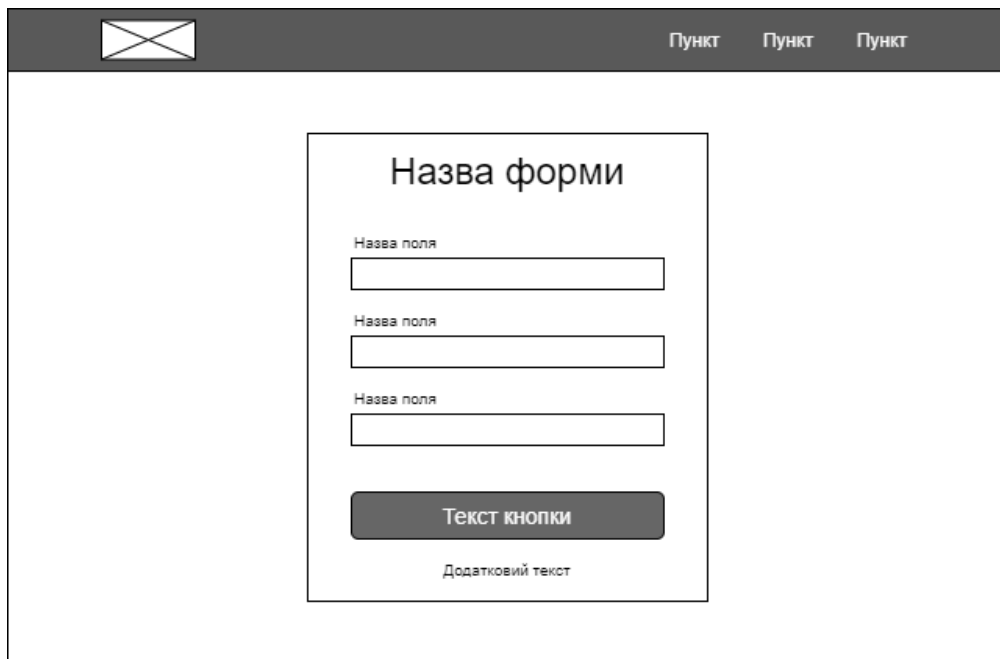 Пункт Пункт Пункт
Назва форми
Назва поля
Назва поля
Назва поля
Текст кнопки
Додатковий текст